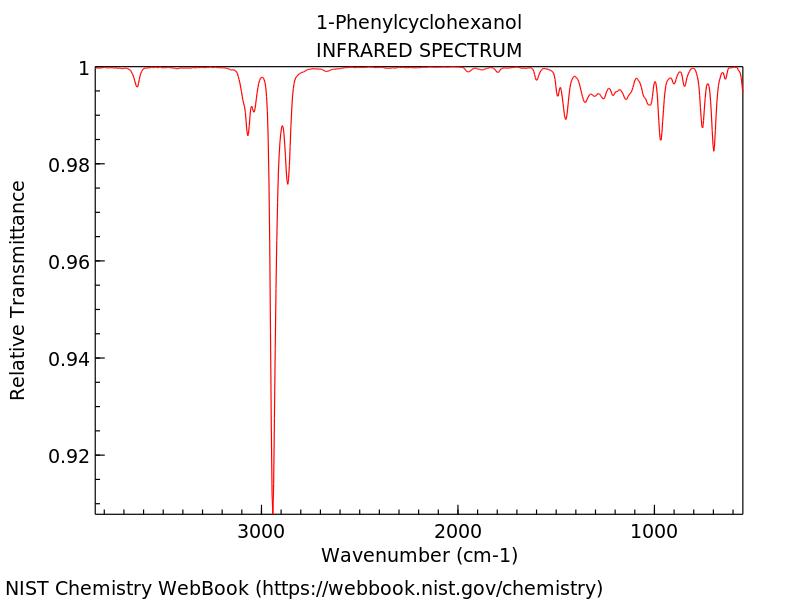 1-Phenylcyclohexanol
INFRARED SPECTRUM
1
0.98
0.96
0.94
0.92
Relative Transmittance
3000
2000
1000
Wavenumber (cm-1)
NIST Chemistry WebBook (https://webbook.nist.gov/chemistry)